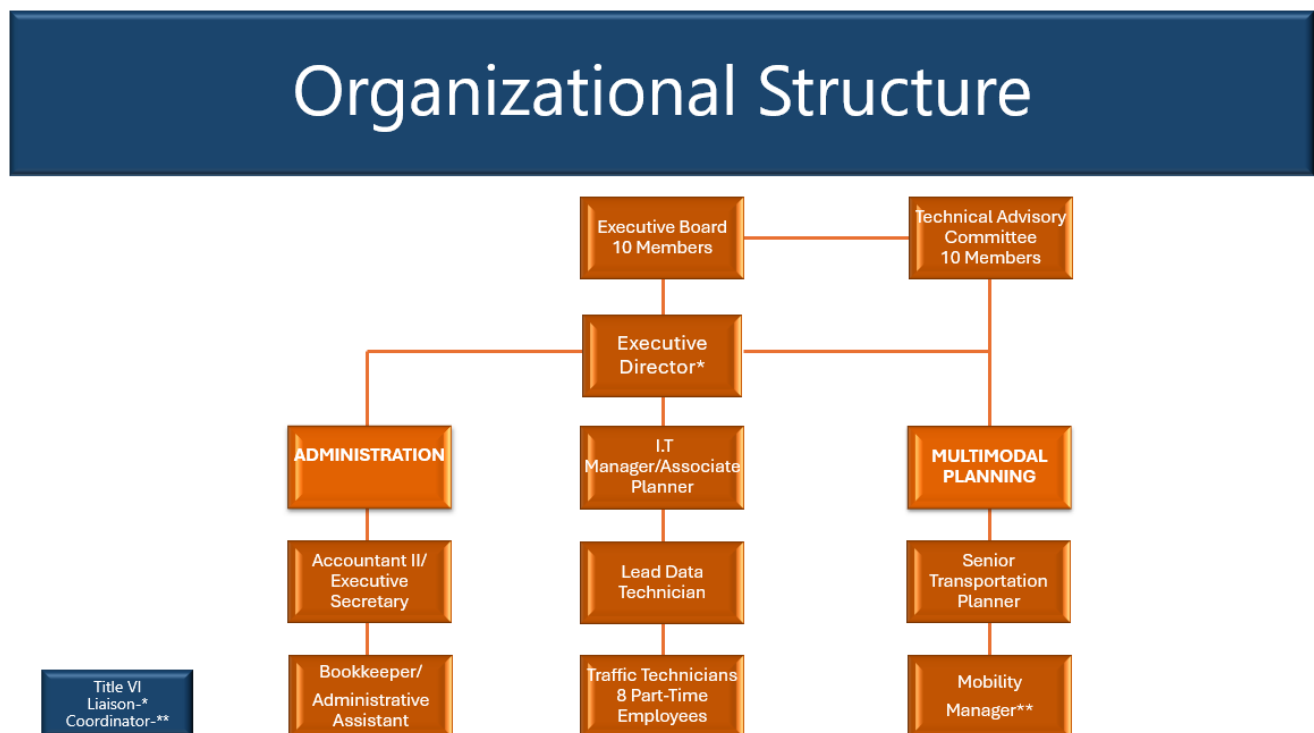 Organizational Structure
Executive Board
10 Members
Technical Advisory
Committee
10 Members
Executive
Director*
ADMINISTRATION
I.T
Manager/Associate
Planner
MULTIMODAL
PLANNING
Accountant II/
Executive
Secretary
Lead Data
Technician
Senior
Transportation
Planner
Bookkeeper/
Administrative
Assistant
Traffic Technicians
8 Part-Time
Employees
Mobility
Manager**
Title VI
Liaison-*
Coordinator-**